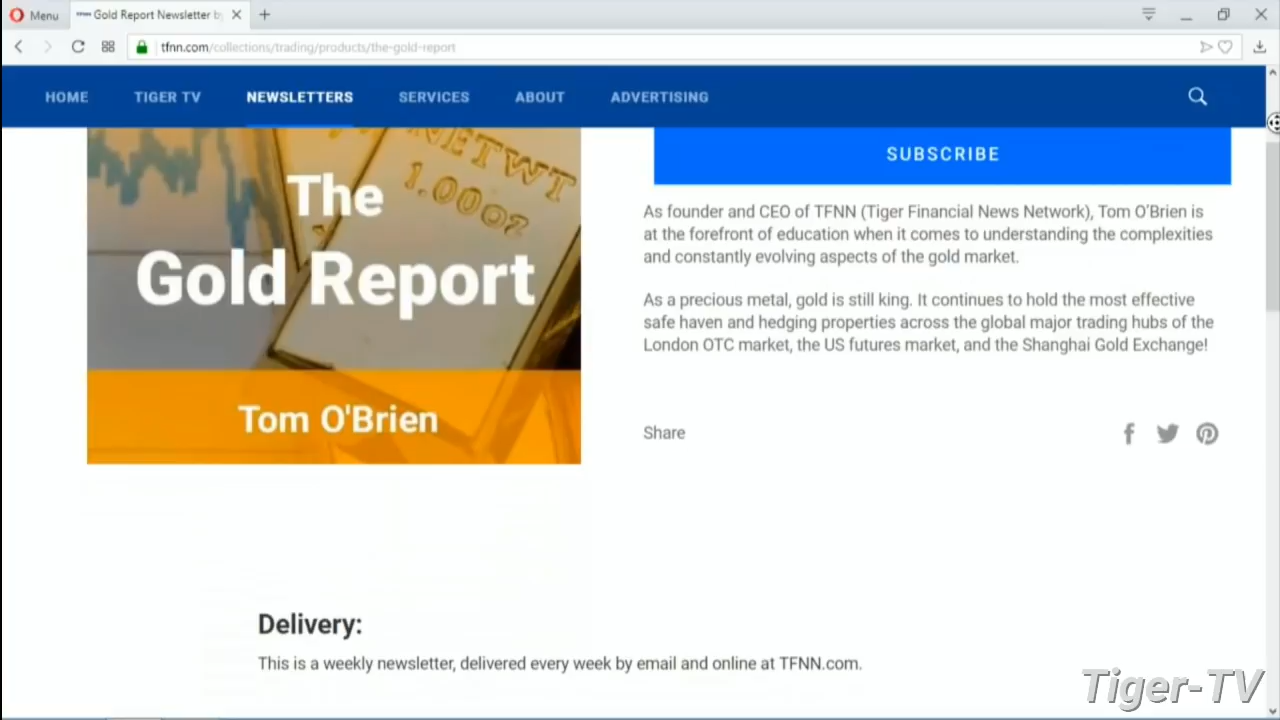 Menu
Gold Report Newsletter by
tfnn.com/collections/trading/products/the-gold-report
HOME TIGER TV NEWSLETTERS SERVICES ABOUT ADVERTISING
NETWT
1.00oz
The
Gold Report
Tom O'Brien
SUBSCRIBE
As founder and CEO of TFNN (Tiger Financial News Network), Tom O'Brien is
at the forefront of education when it comes to understanding the complexities
and constantly evolving aspects of the gold market.
As a precious metal, gold is still king. It continues to hold the most effective
safe haven and hedging properties across the global major trading hubs of the
London OTC market, the US futures market, and the Shanghai Gold Exchange!
Share
Delivery:
This is a weekly newsletter, delivered every week by email and online at TFNN.com.
Tiger-TV